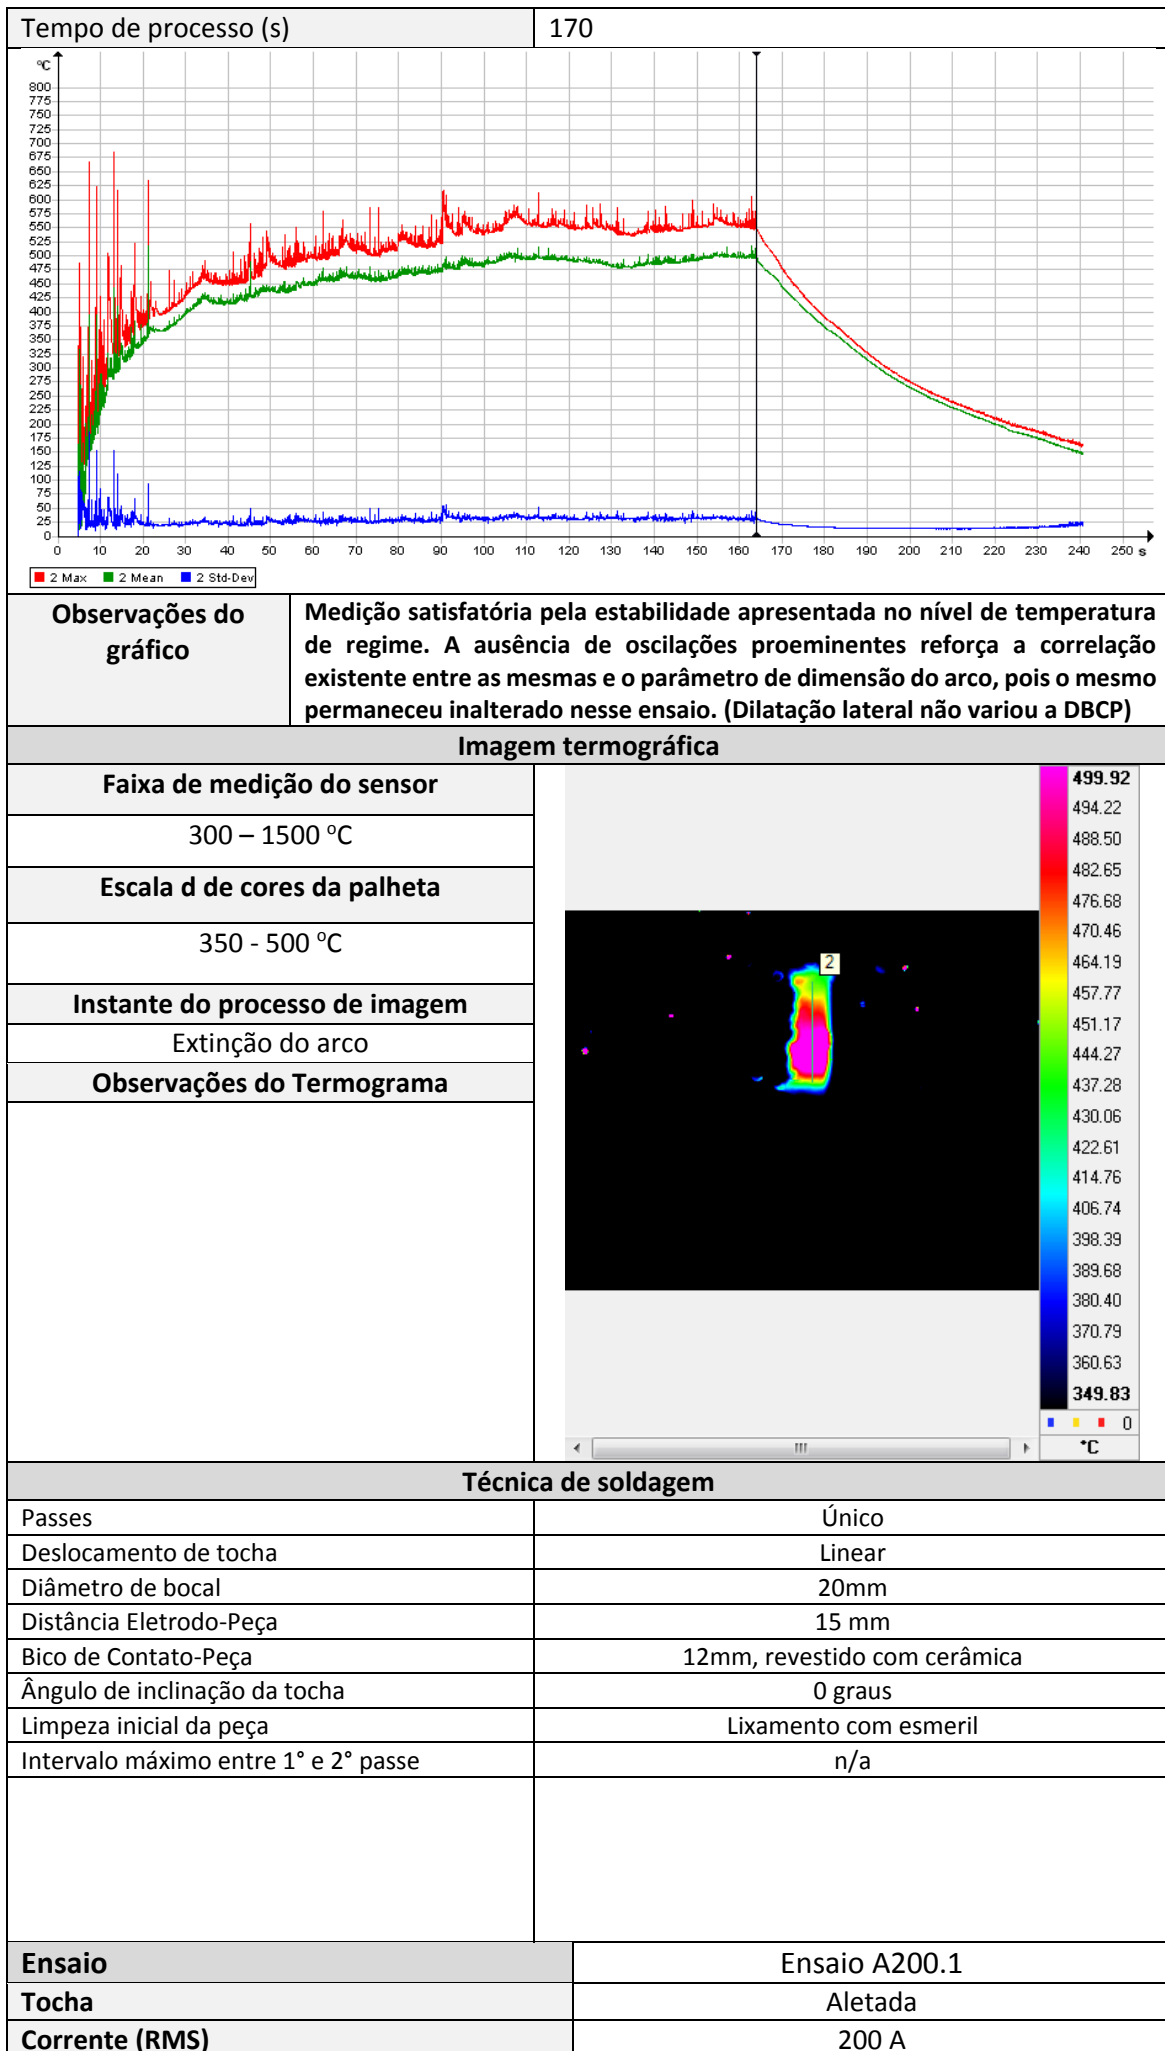 Tempo de processo (s) 170
°C
800
775
750
725
700
675
650
625
600
575
550
525
500
475
450
425
400
375
350
325
300
275
250
225
200
175
150
125
100
75
50
25
0
0 10 20 30 40 50 60 70 80 90 100 110 120 130 140 150 160 170 180 190 200 210 220 230 240 250 s
2 Max 2 Mean 2 Std-Dev
Observações do
gráfico
Medição satisfatória pela estabilidade apresentada no nível de temperatura
de regime. A ausência de oscilações proeminentes reforça a correlação
existente entre as mesmas e o parâmetro de dimensão do arco, pois o mesmo
permaneceu inalterado nesse ensaio. (Dilatação lateral não variou a DBCP)
Imagem termográfica
Faixa de medição do sensor
300 – 1500 °C
Escala d de cores da palheta
350 - 500 °C
Instante do processo de imagem
Extinção do arco
Observações do Termograma
2
499.92
494.22
488.50
482.65
476.68
470.46
464.19
457.77
451.17
444.27
437.28
430.06
422.61
414.76
406.74
398.39
389.68
380.40
370.79
360.63
349.83
0
°C
Técnica de soldagem
Passes Único
Deslocamento de tocha Linear
Diâmetro de bocal 20mm
Distância Eletrodo-Peça 15 mm
Bico de Contato-Peça 12mm, revestido com cerâmica
Ângulo de inclinação da tocha 0 graus
Limpeza inicial da peça Lixamento com esmeril
Intervalo máximo entre 1° e 2° passe n/a
Ensaio Ensaio A200.1
Tocha Aletada
Corrente (RMS) 200 A